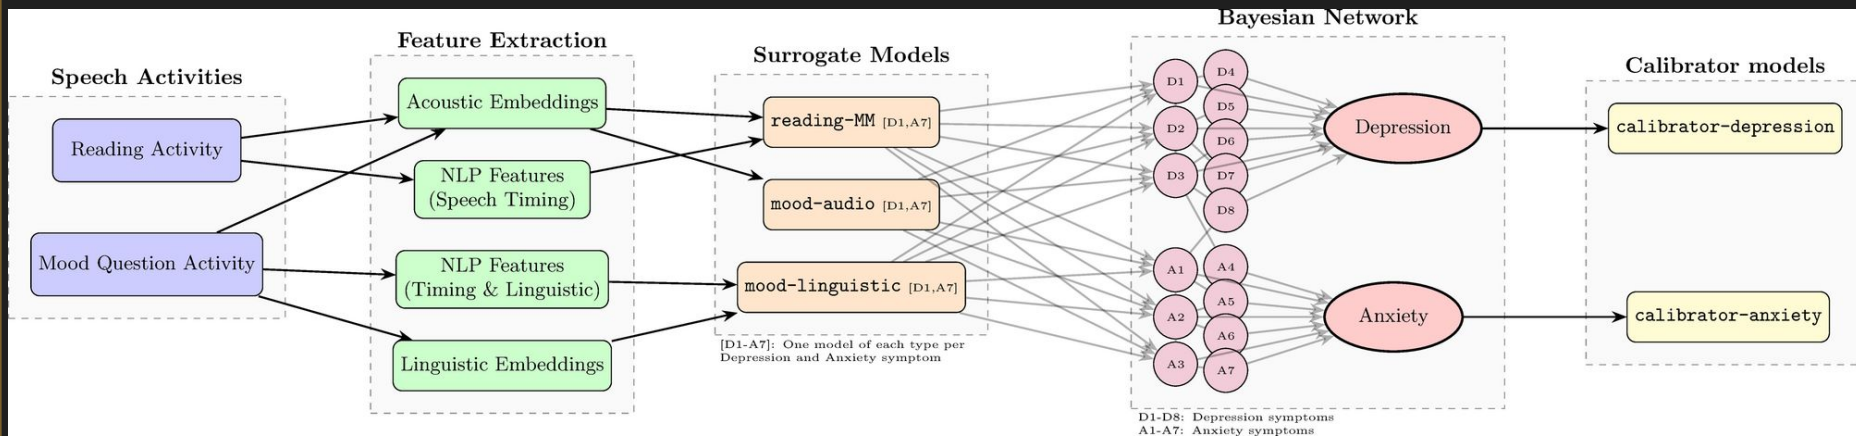 Speech Activities
Reading Activity
Mood Question Activity
Feature Extraction
Acoustic Embeddings
NLP Features
(Speech Timing)
NLP Features
(Timing & Linguistic)
Linguistic Embeddings
Surrogate Models
reading-MM [D1,A7]
mood-audio [D1,A7]
mood-linguistic [D1,A7]
[D1-A7]: One model of each type per
Depression and Anxiety symptom
Bayesian Network
D1
D2
D3
D4
D5
D6
D7
D8
A1
A2
A3
A4
A5
A6
A7
Depression
Anxiety
D1-D8: Depression symptoms
A1-A7: Anxiety symptoms
Calibrator models
calibrator-depression
calibrator-anxiety